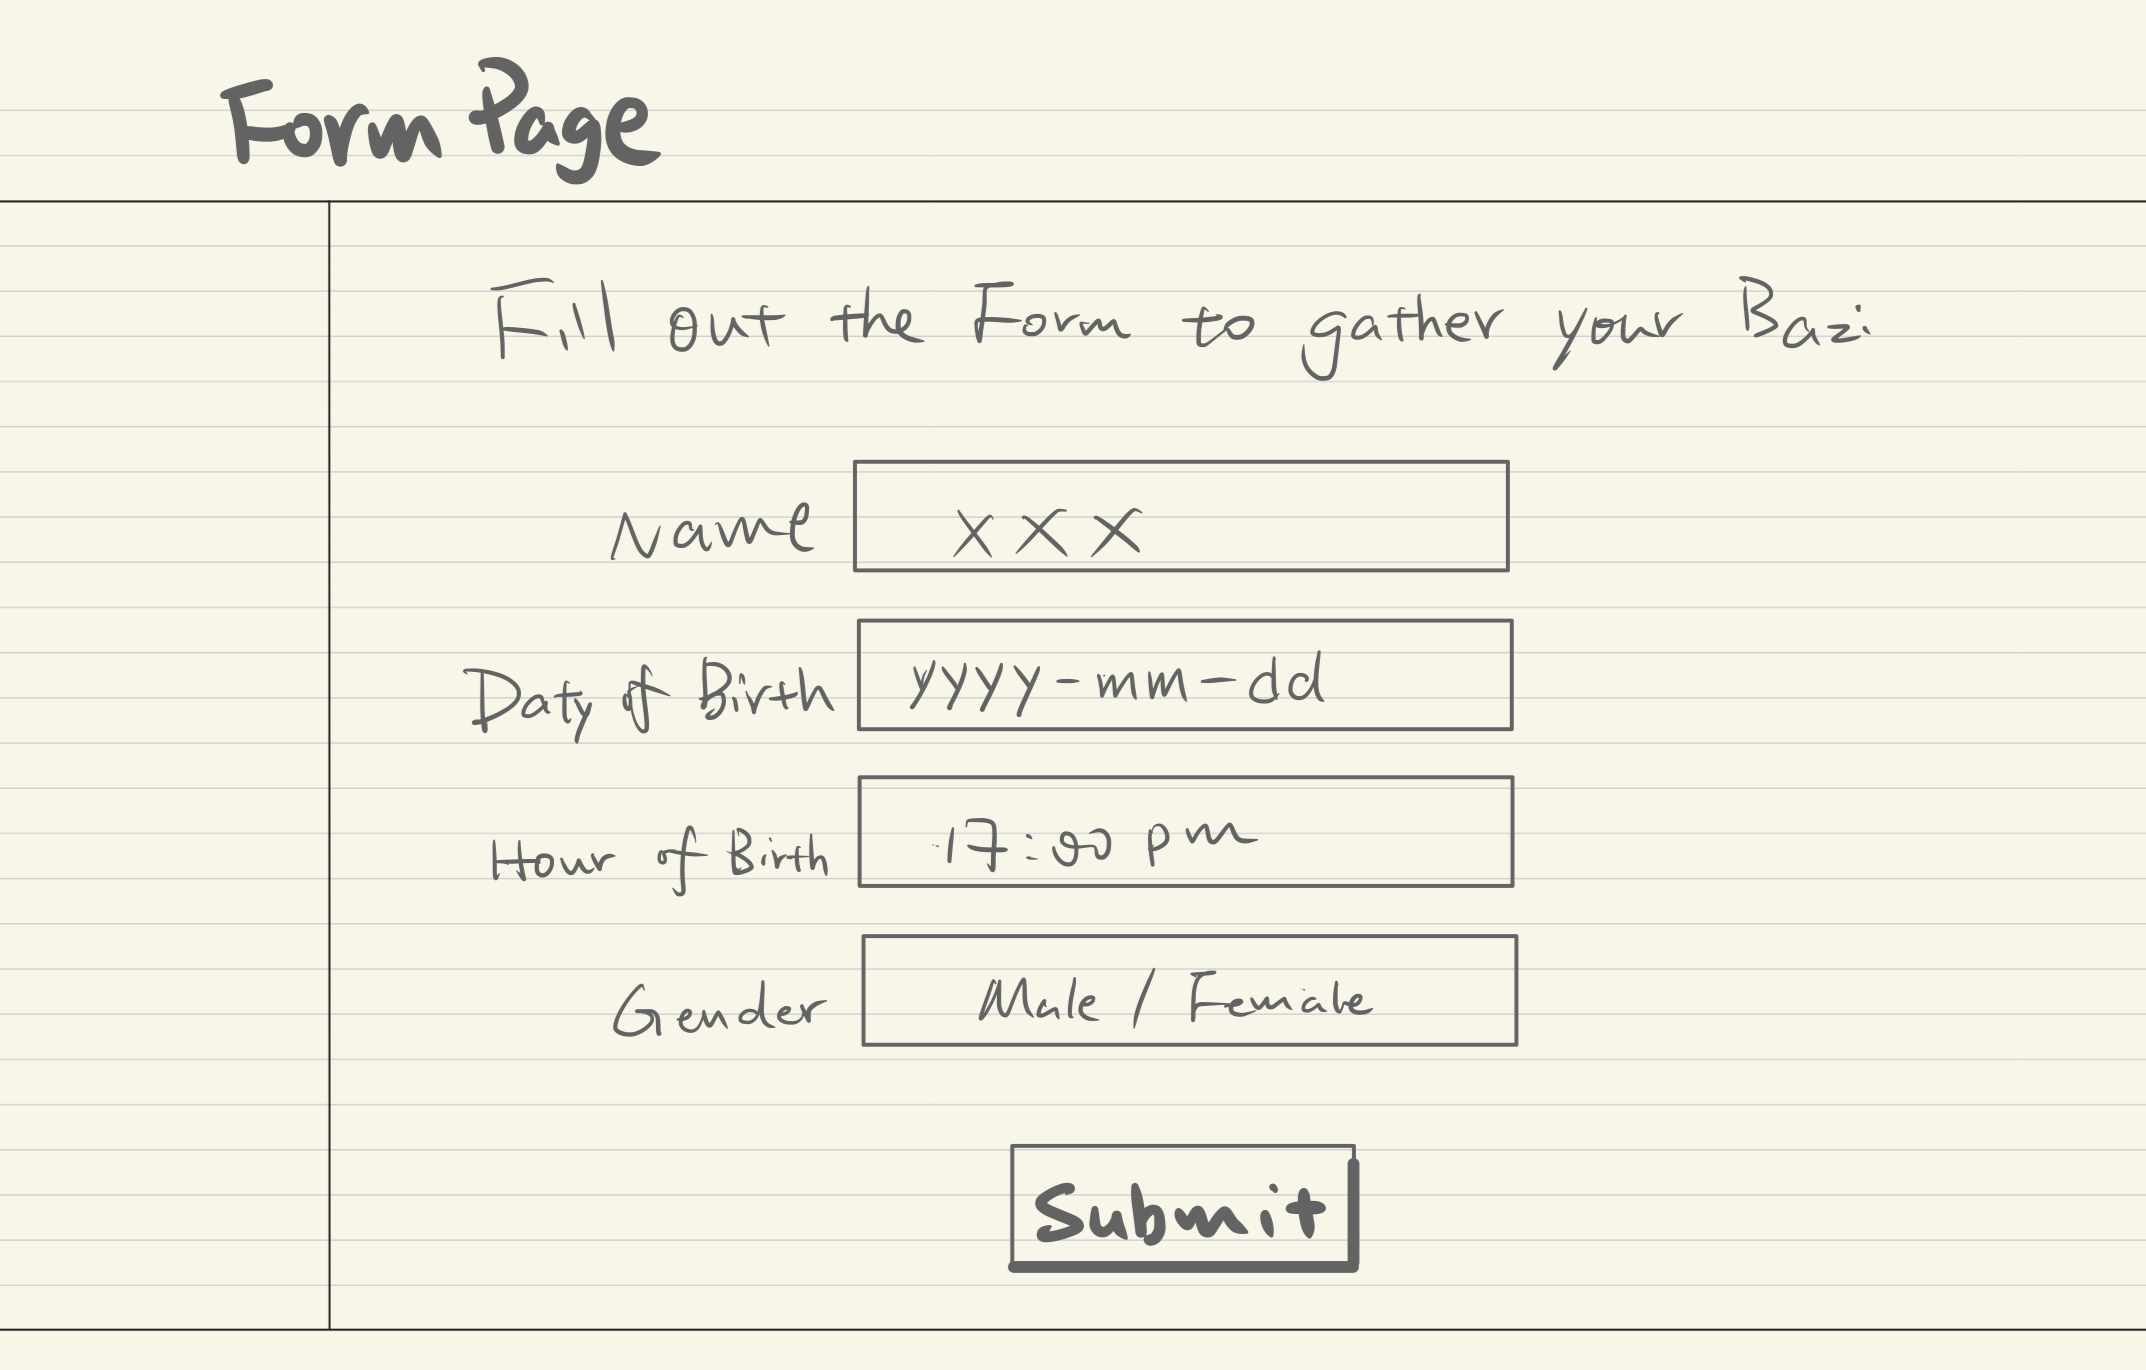 Form Page
Fill out the Form to gather your Bazi
Name XXX
Daty of Birth yyyy-mm-dd
Hour of Birth 17:00 pm
Gender Male / Female
Submit